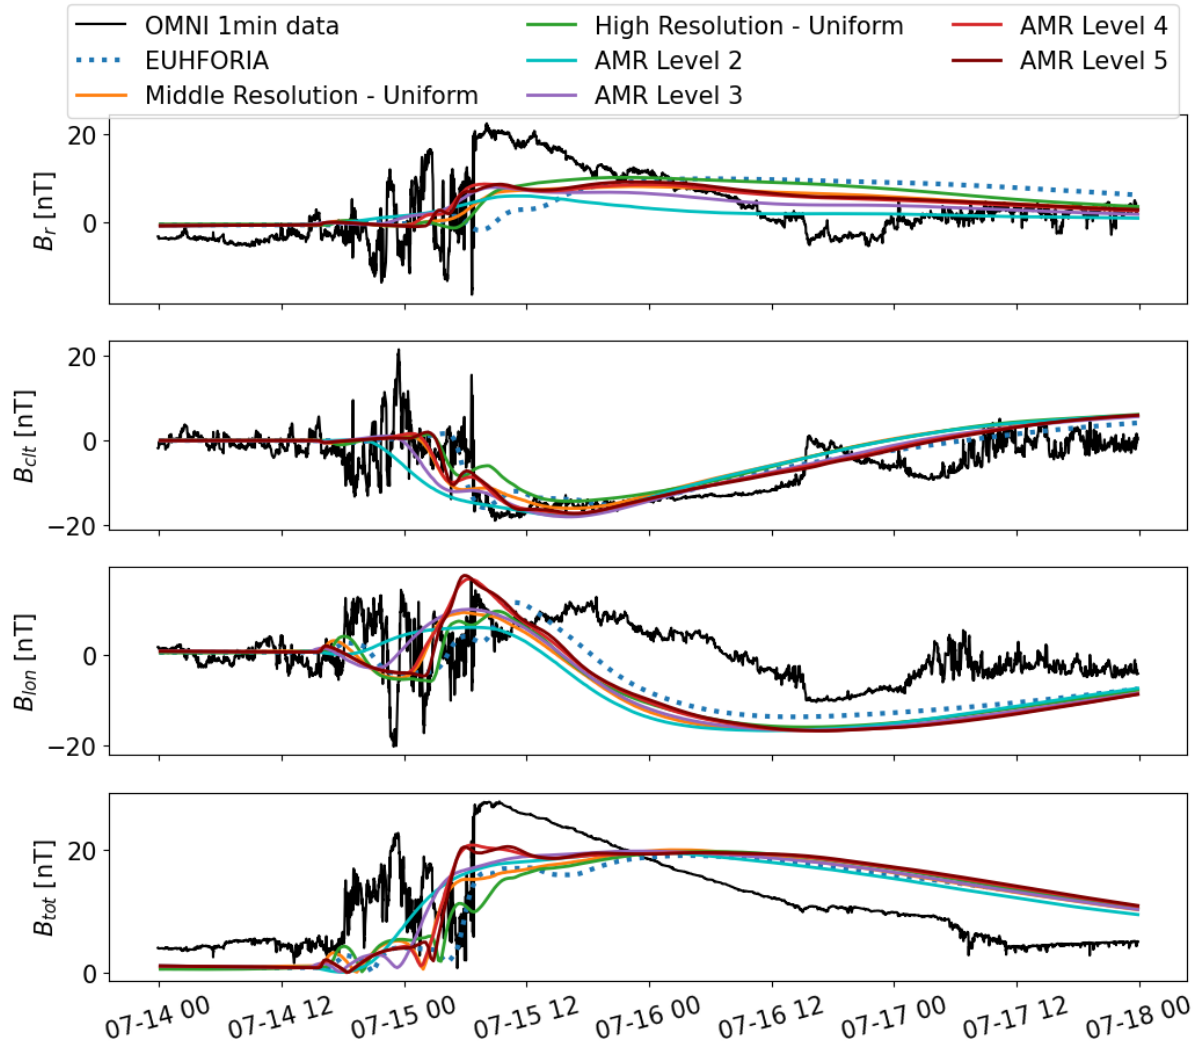 OMNI 1min data
EUHFORIA
Middle Resolution - Uniform
High Resolution - Uniform
AMR Level 2
AMR Level 3
AMR Level 4
AMR Level 5
20
0
B_r [nT]
20
0
−20
B_clt [nT]
0
−20
B_lon [nT]
20
0
B_tot [nT]
07-14 00
07-14 12
07-15 00
07-15 12
07-16 00
07-16 12
07-17 00
07-17 12
07-18 00